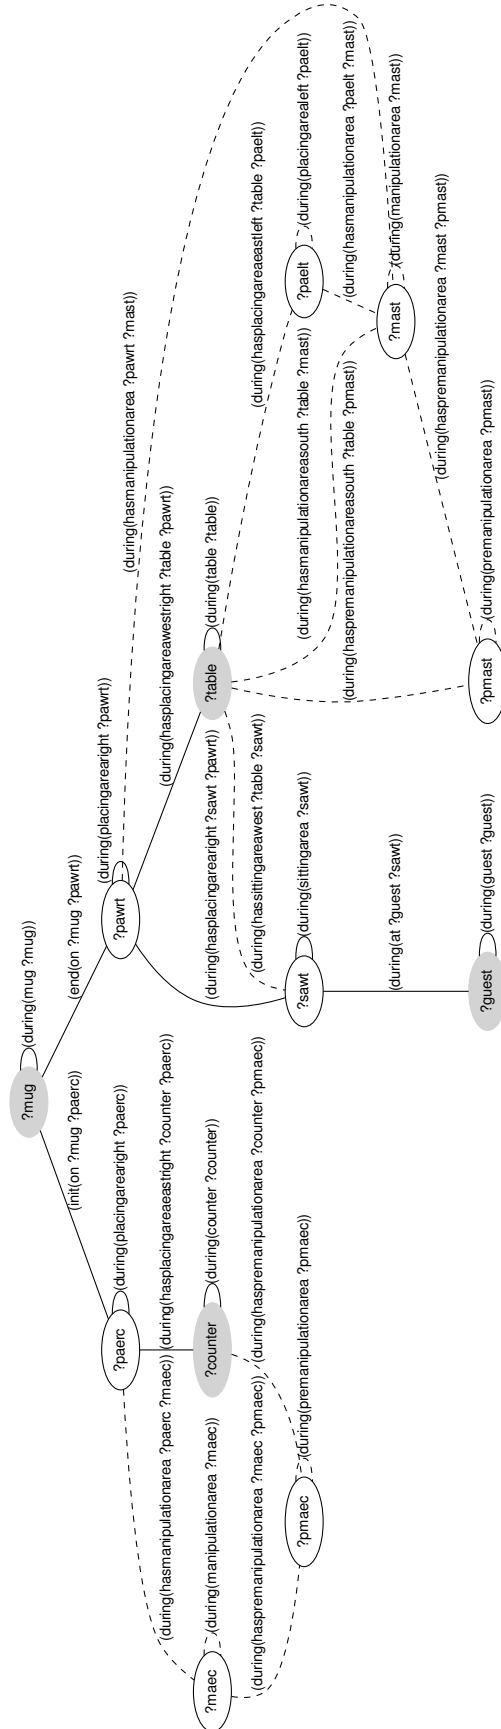 ?mug
(during(mug ?mug))
(init(on ?mug ?paerc))
(end(on ?mug ?pawrt))
?paerc
(during(placingarearight ?paerc))
?pawrt
(during(placingarearight ?pawrt))
(during(hasmanipulationarea ?paerc ?maec))
(during(hasplacingareaeastright ?counter ?paerc))
(during(hasplacingareawestright ?table ?pawrt))
(during(hasmanipulationarea ?pawrt ?mast))
?maec
(during(manipulationarea ?maec))
?counter
(during(counter ?counter))
(during(hasplacingarearight ?sawt ?pawrt))
?table
(during(table ?table))
(during(haspremanipulationarea ?maec ?pmaec))
(during(haspremanipulationarea ?counter ?pmaec))
(during(hassittingareawest ?table ?sawt))
(during(hasplacingareaeastleft ?table ?paelt))
?pmaec
(during(premanipulationarea ?pmaec))
?sawt
(during(sittingarea ?sawt))
(during(hasmanipulationareasouth ?table ?mast))
?paelt
(during(placingarealeft ?paelt))
(during(haspremanipulationareasouth ?table ?pmast))
(during(hasmanipulationarea ?paelt ?mast))
(during(at ?guest ?sawt))
?mast
(during(manipulationarea ?mast))
(during(haspremanipulationarea ?mast ?pmast))
?guest
(during(guest ?guest))
?pmast
(during(premanipulationarea ?pmast))